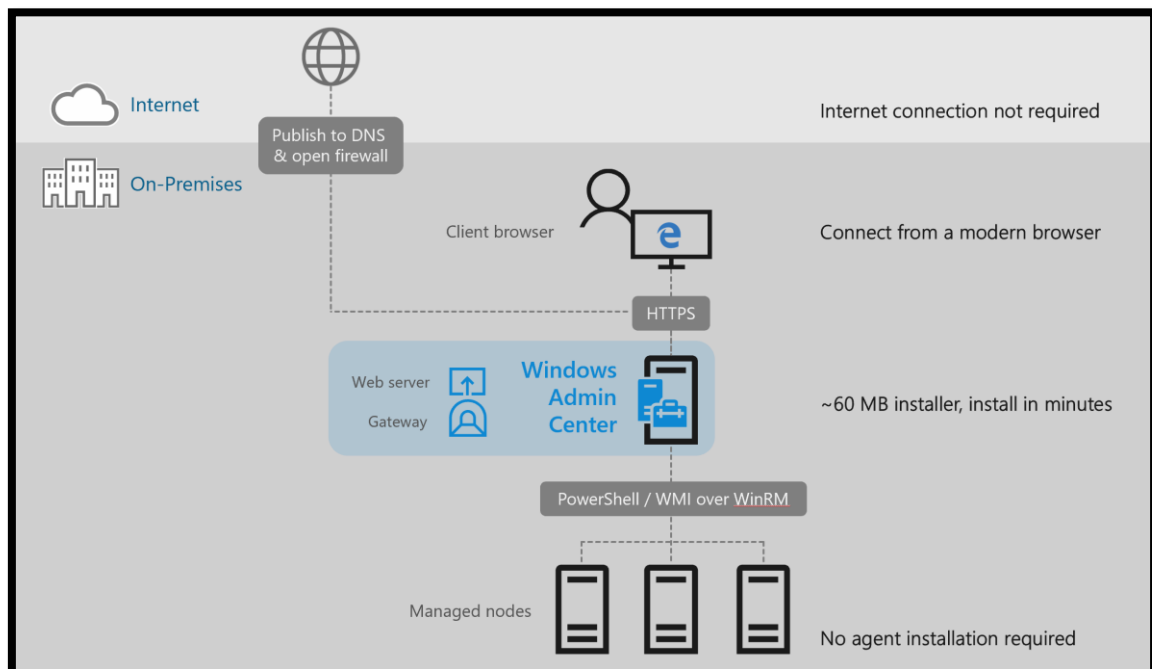 Internet
Publish to DNS
& open firewall
Internet connection not required
On-Premises
Client browser
Connect from a modern browser
HTTPS
Web server
Gateway
Windows
Admin
Center
~60 MB installer, install in minutes
PowerShell / WMI over WinRM
Managed nodes
No agent installation required